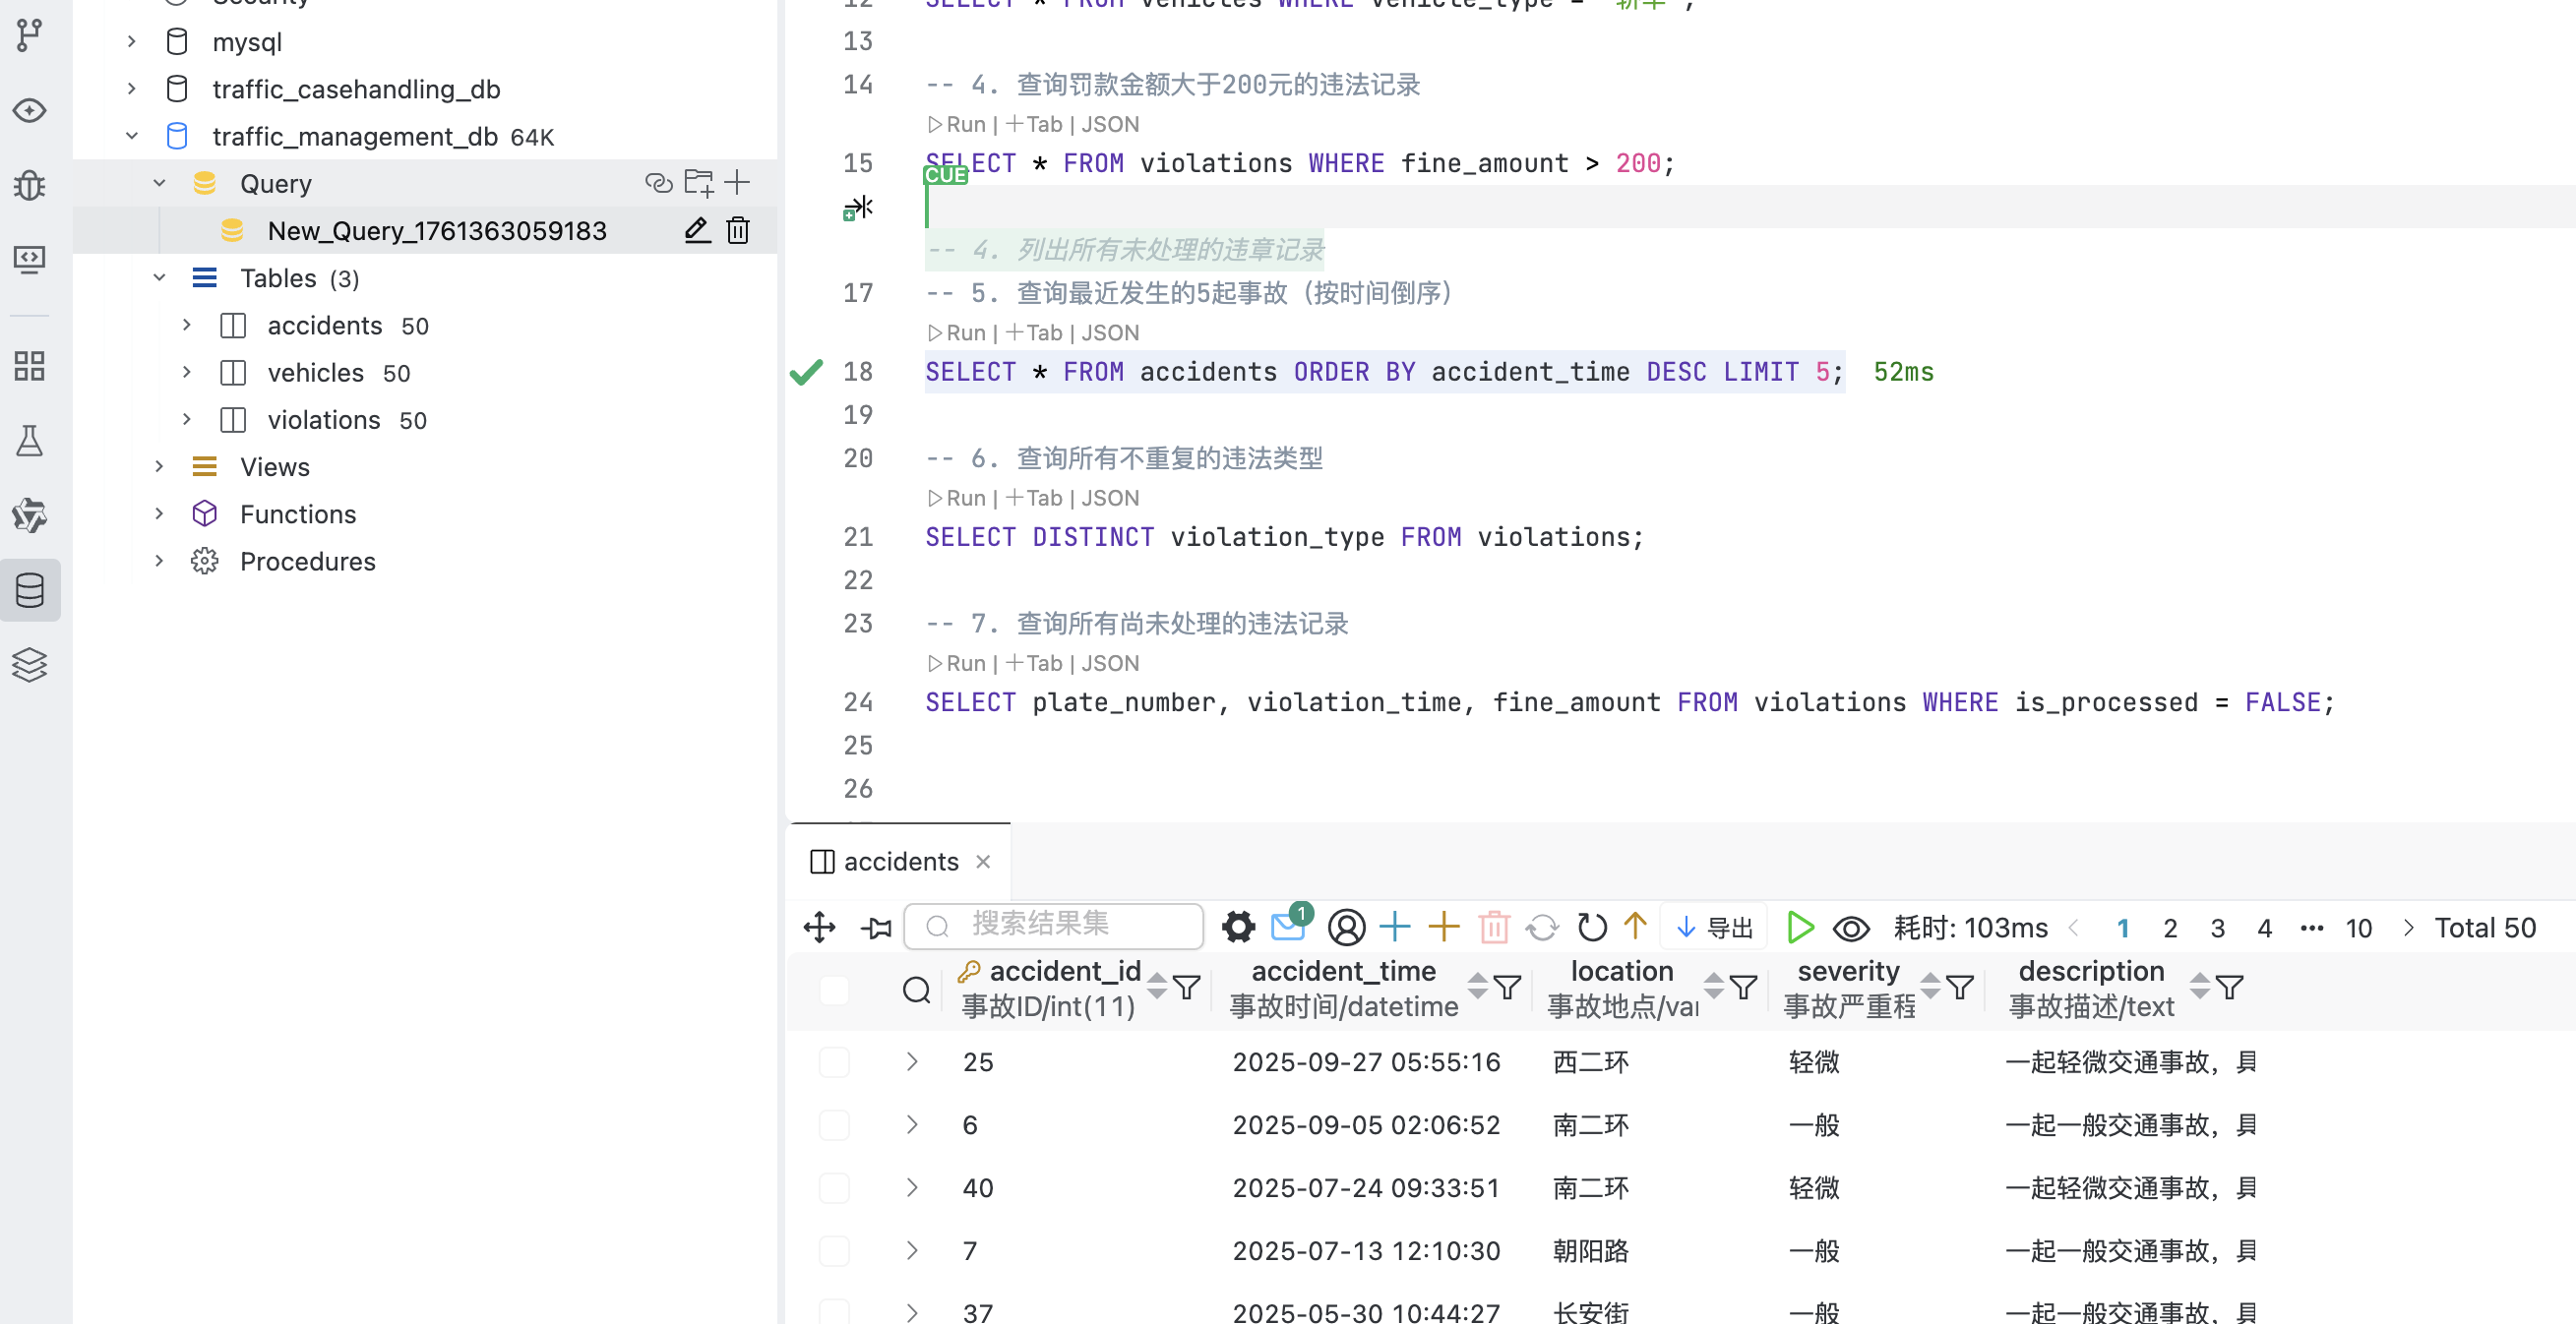 Security
mysql
traffic_casehandling_db
traffic_management_db 64K
Query
New_Query_1761363059183
Tables (3)
accidents 50
vehicles 50
violations 50
Views
Functions
Procedures
12 SELECT * FROM vehicles WHERE vehicle_type = '轿车';
13
14 -- 4. 查询罚款金额大于200元的违法记录
Run | +Tab | JSON
15 SELECT * FROM violations WHERE fine_amount > 200;
CUE
-- 4. 列出所有未处理的违章记录
17 -- 5. 查询最近发生的5起事故（按时间倒序）
Run | +Tab | JSON
18 SELECT * FROM accidents ORDER BY accident_time DESC LIMIT 5; 52ms
19
20 -- 6. 查询所有不重复的违法类型
Run | +Tab | JSON
21 SELECT DISTINCT violation_type FROM violations;
22
23 -- 7. 查询所有尚未处理的违法记录
Run | +Tab | JSON
24 SELECT plate_number, violation_time, fine_amount FROM violations WHERE is_processed = FALSE;
25
26
accidents ×
搜索结果集 1 导出 耗时: 103ms < 1 2 3 4 ••• 10 > Total 50
accident_id accident_time location severity description
事故ID/int(11) 事故时间/datetime 事故地点/var 事故严重程 事故描述/text
25 2025-09-27 05:55:16 西二环 轻微 一起轻微交通事故，具
6 2025-09-05 02:06:52 南二环 一般 一起一般交通事故，具
40 2025-07-24 09:33:51 南二环 轻微 一起轻微交通事故，具
7 2025-07-13 12:10:30 朝阳路 一般 一起一般交通事故，具
37 2025-05-30 10:44:27 长安街 一般 一起一般交通事故，具